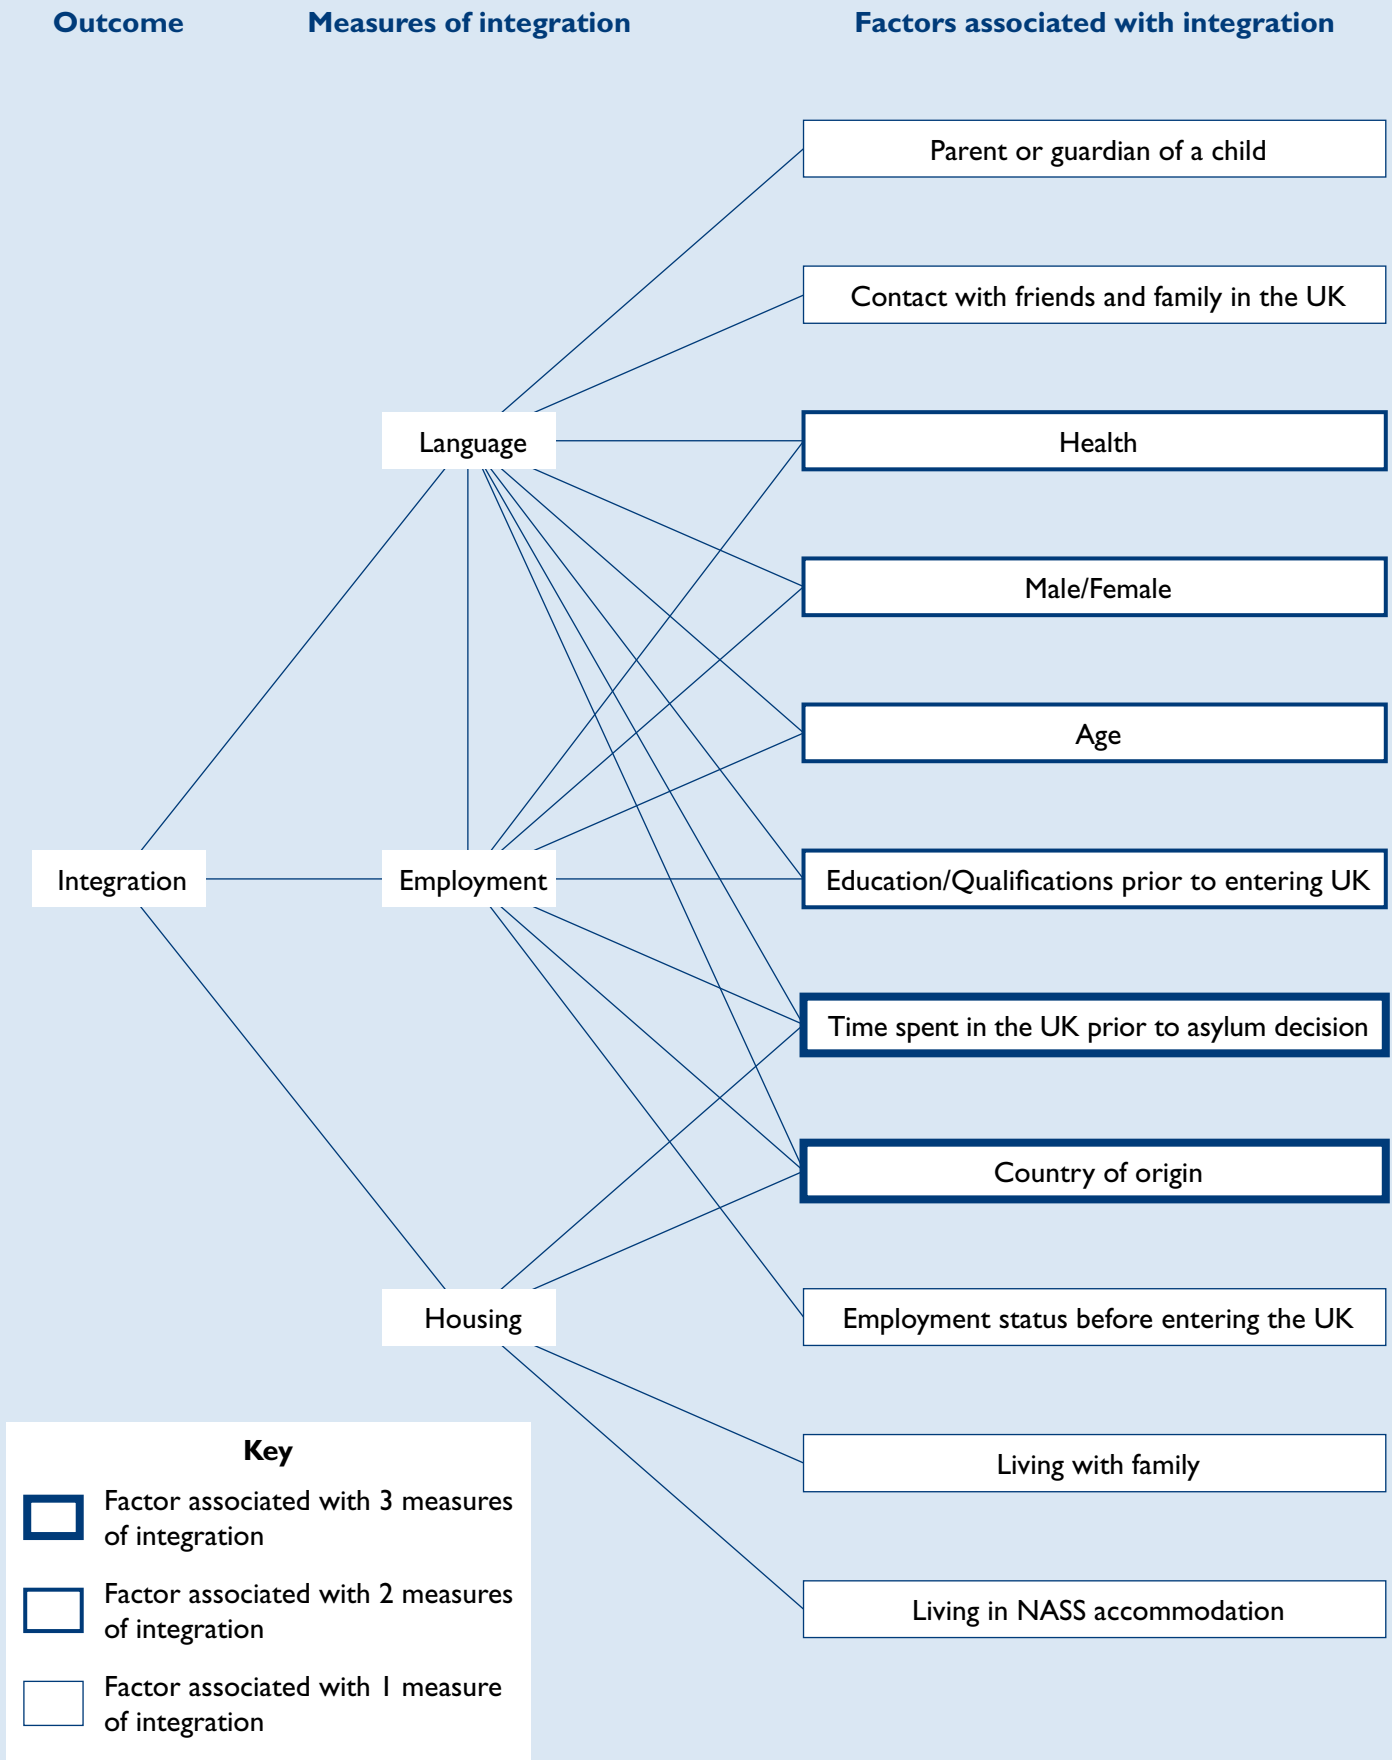 Outcome
Measures of integration
Factors associated with integration
Parent or guardian of a child
Contact with friends and family in the UK
Language
Health
Male/Female
Age
Integration
Employment
Education/Qualifications prior to entering UK
Time spent in the UK prior to asylum decision
Country of origin
Housing
Employment status before entering the UK
Living with family
Living in NASS accommodation
Key
Factor associated with 3 measures
of integration
Factor associated with 2 measures
of integration
Factor associated with 1 measure
of integration